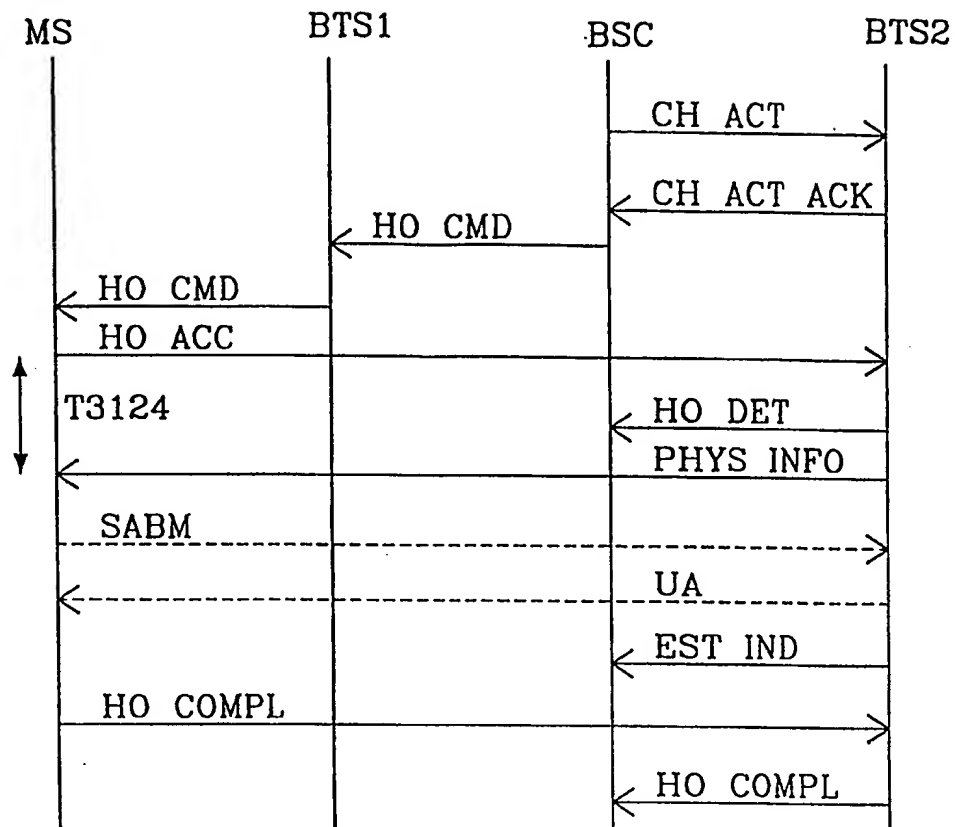 MS BTS1 BSC BTS2
CH ACT
CH ACT ACK
HO CMD
HO CMD
HO ACC
T3124
HO DET
PHYS INFO
SABM
UA
EST IND
HO COMPL
HO COMPL